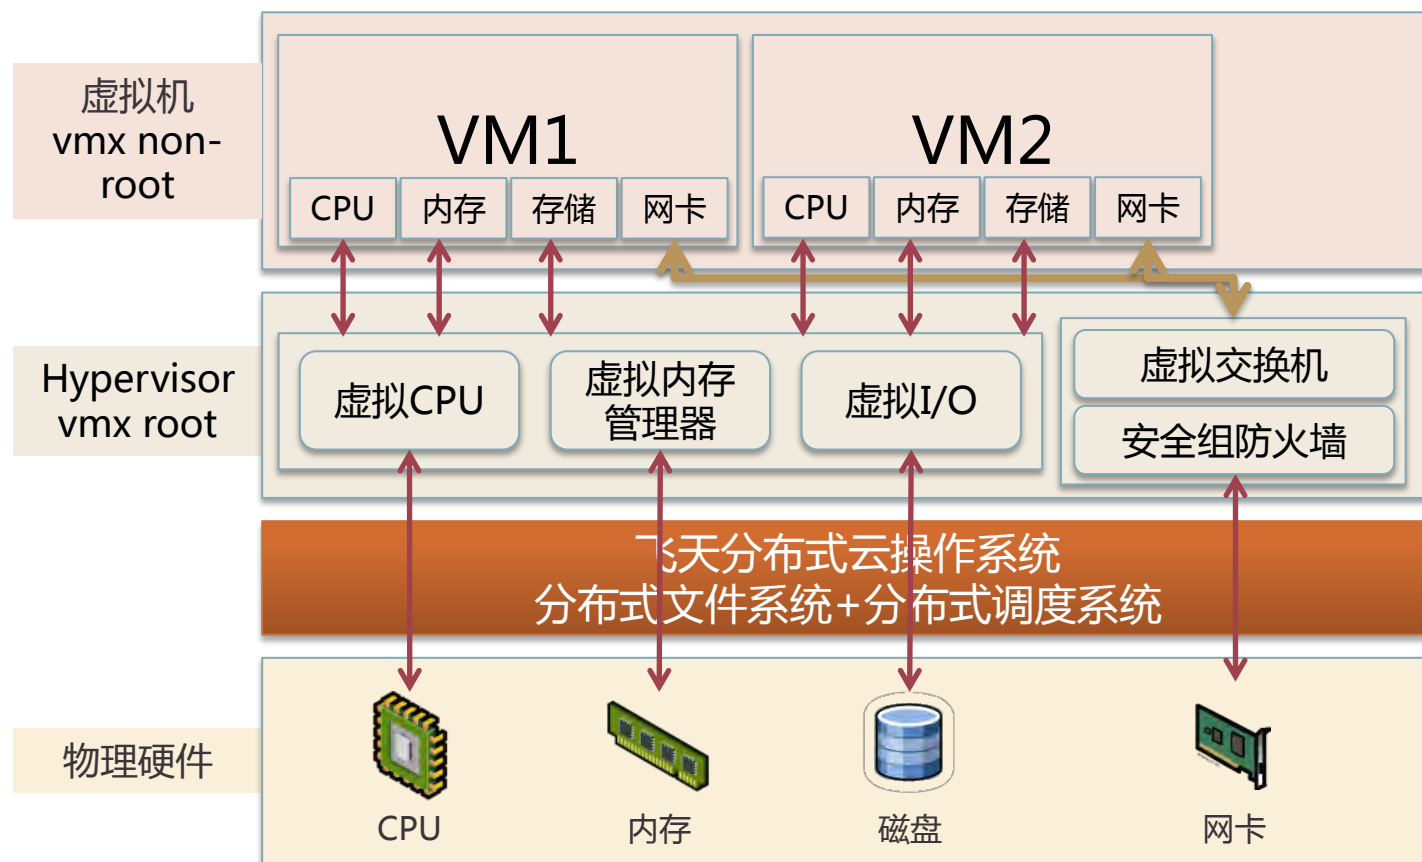 虚拟机
vmx non-
root
VM1
VM2
CPU
内存
存储
网卡
CPU
内存
存储
网卡
Hypervisor
vmx root
虚拟CPU
虚拟内存
管理器
虚拟I/O
虚拟交换机
安全组防火墙
飞天分布式云操作系统
分布式文件系统+分布式调度系统
物理硬件
CPU
内存
磁盘
网卡